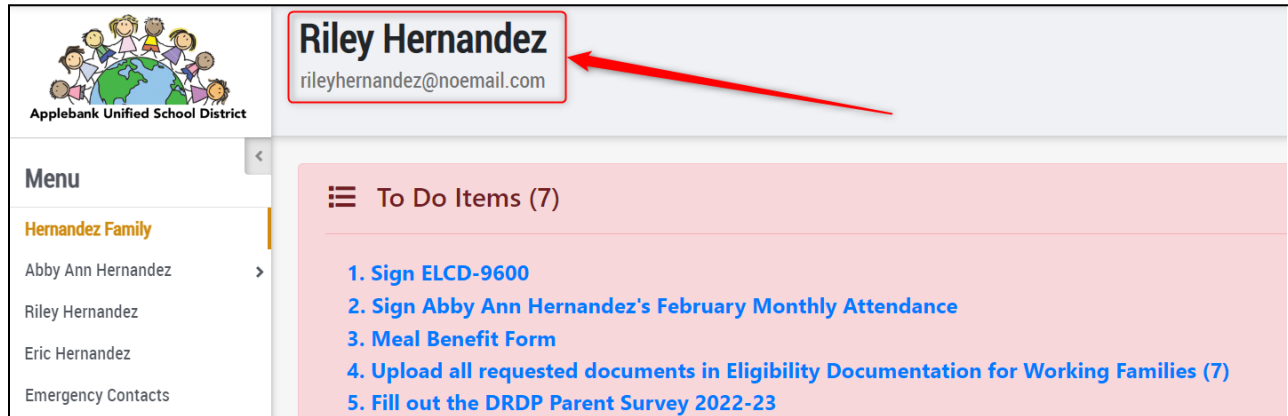 Applebank Unified School District
Riley Hernandez
rileyhernandez@noemail.com
Menu
Hernandez Family
Abby Ann Hernandez
Riley Hernandez
Eric Hernandez
Emergency Contacts
To Do Items (7)
1. Sign ELCD-9600
2. Sign Abby Ann Hernandez's February Monthly Attendance
3. Meal Benefit Form
4. Upload all requested documents in Eligibility Documentation for Working Families (7)
5. Fill out the DRDP Parent Survey 2022-23